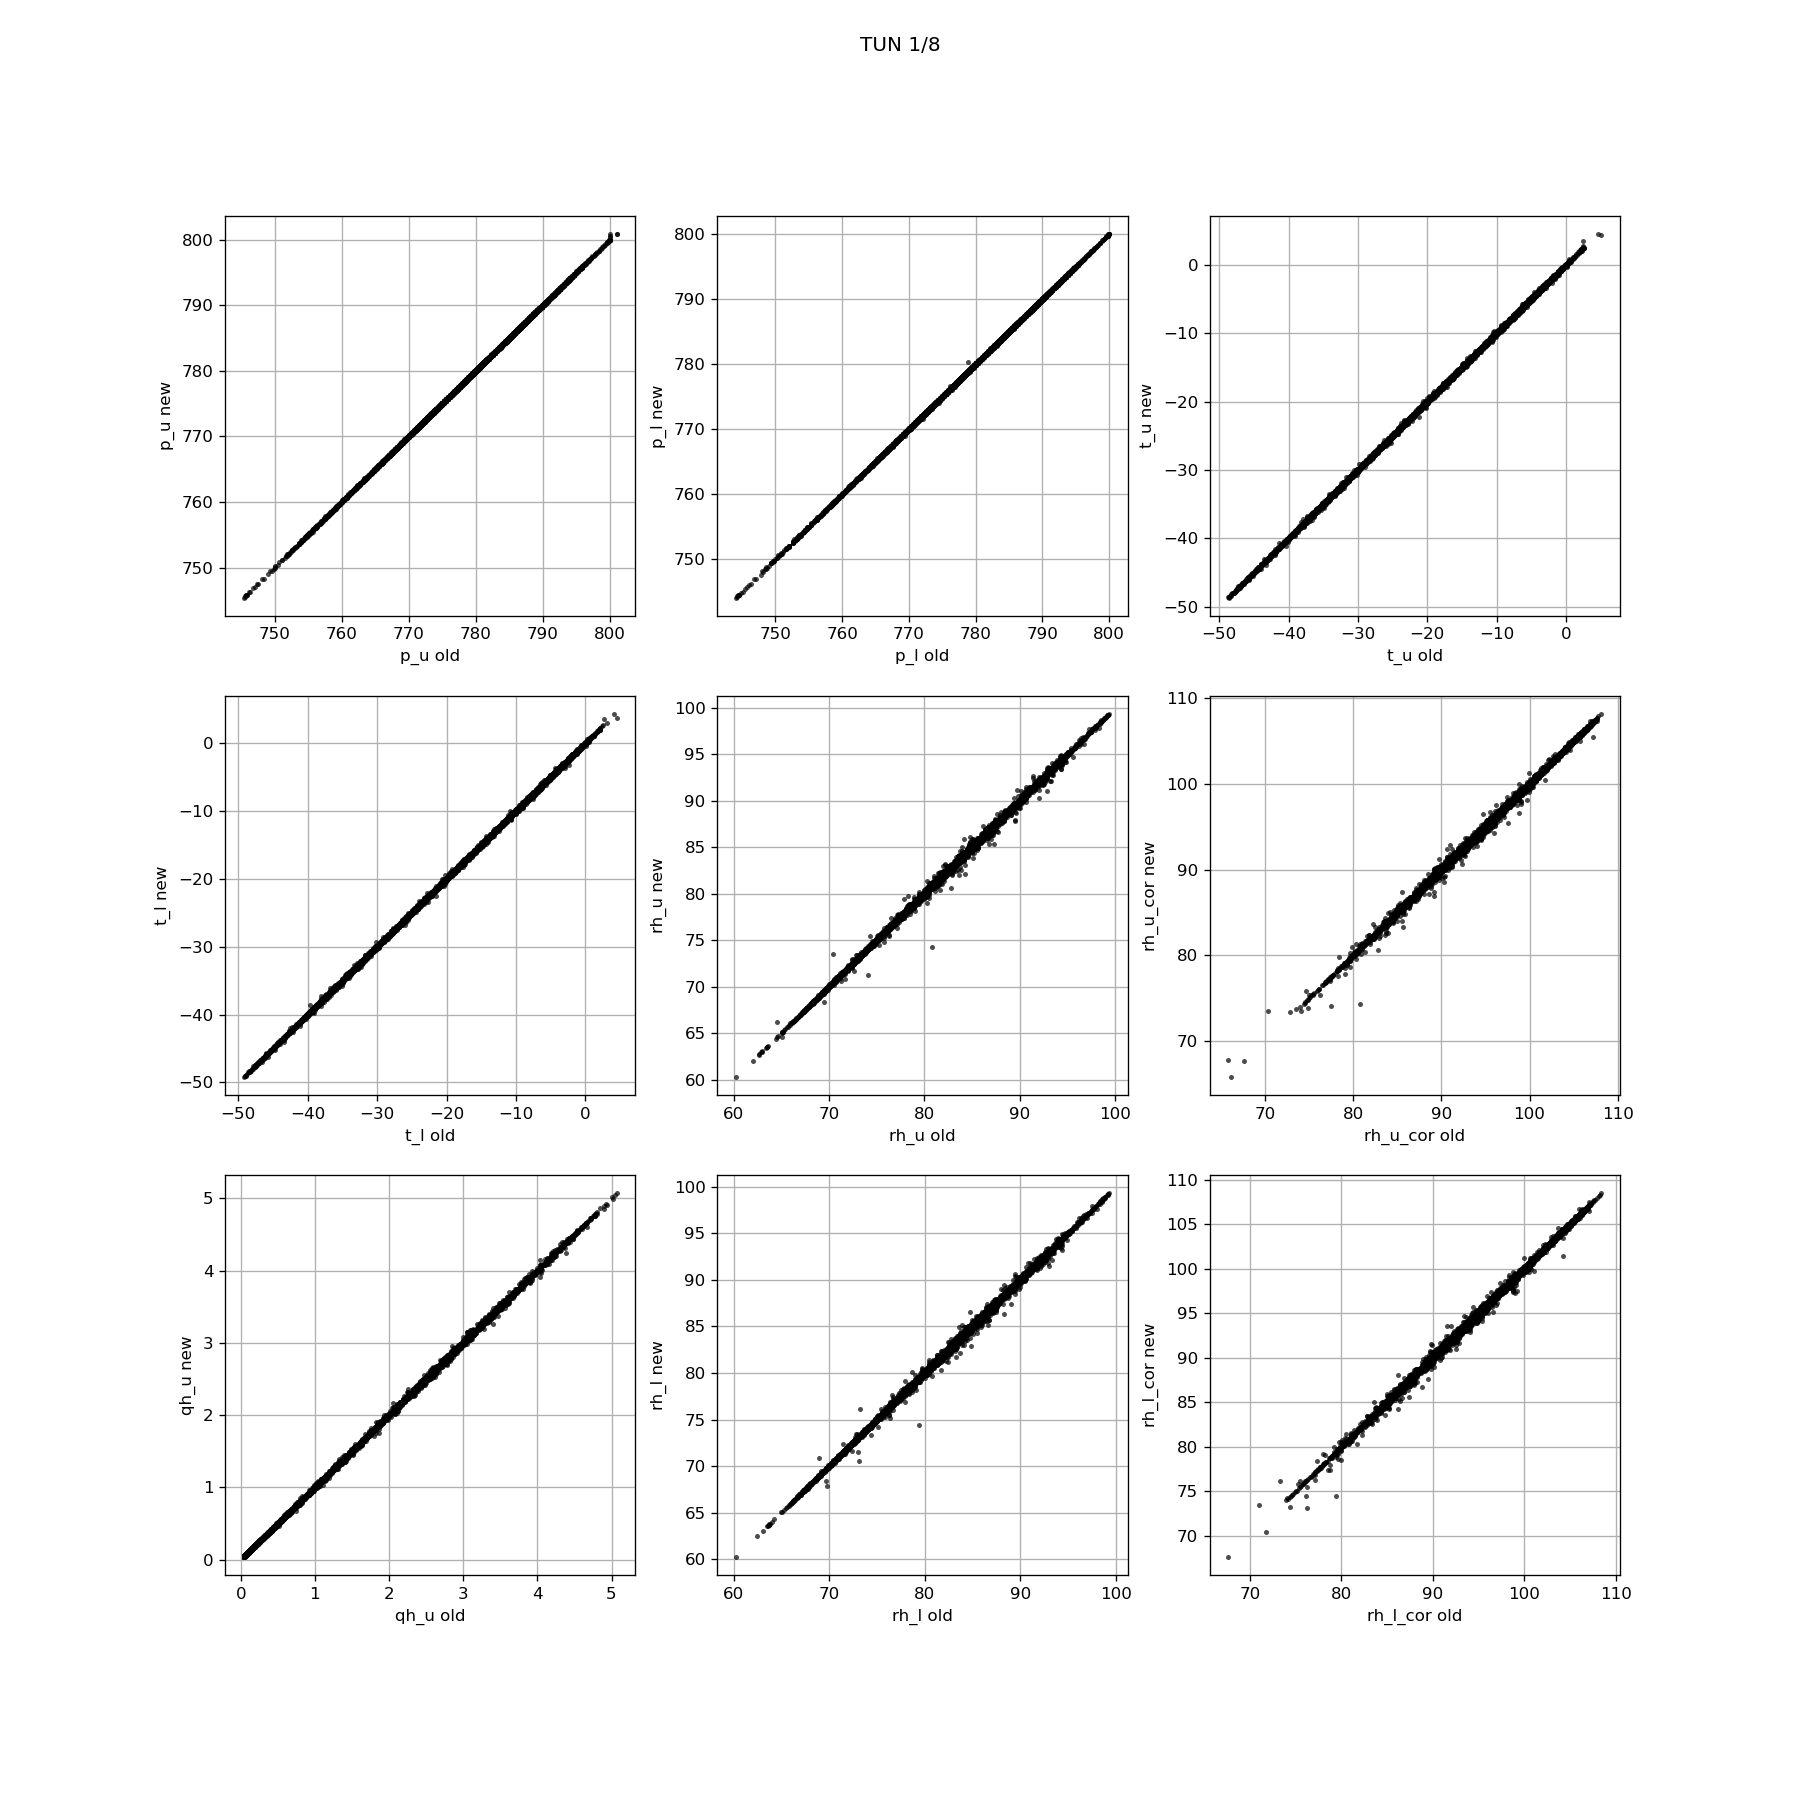 TUN 1/8
800
790
780
770
760
750
p_u new
750 760 770 780 790 800
p_u old
800
790
780
770
760
750
p_l new
750 760 770 780 790 800
p_l old
0
−10
−20
−30
−40
−50
t_u new
−50 −40 −30 −20 −10 0
t_u old
0
−10
−20
−30
−40
−50
t_l new
−50 −40 −30 −20 −10 0
t_l old
100
95
90
85
80
75
70
65
60
rh_u new
60 70 80 90 100
rh_u old
110
100
90
80
70
rh_u_cor new
70 80 90 100 110
rh_u_cor old
5
4
3
2
1
0
qh_u new
0 1 2 3 4 5
qh_u old
100
95
90
85
80
75
70
65
60
rh_l new
60 70 80 90 100
rh_l old
110
105
100
95
90
85
80
75
70
rh_l_cor new
70 80 90 100 110
rh_l_cor old